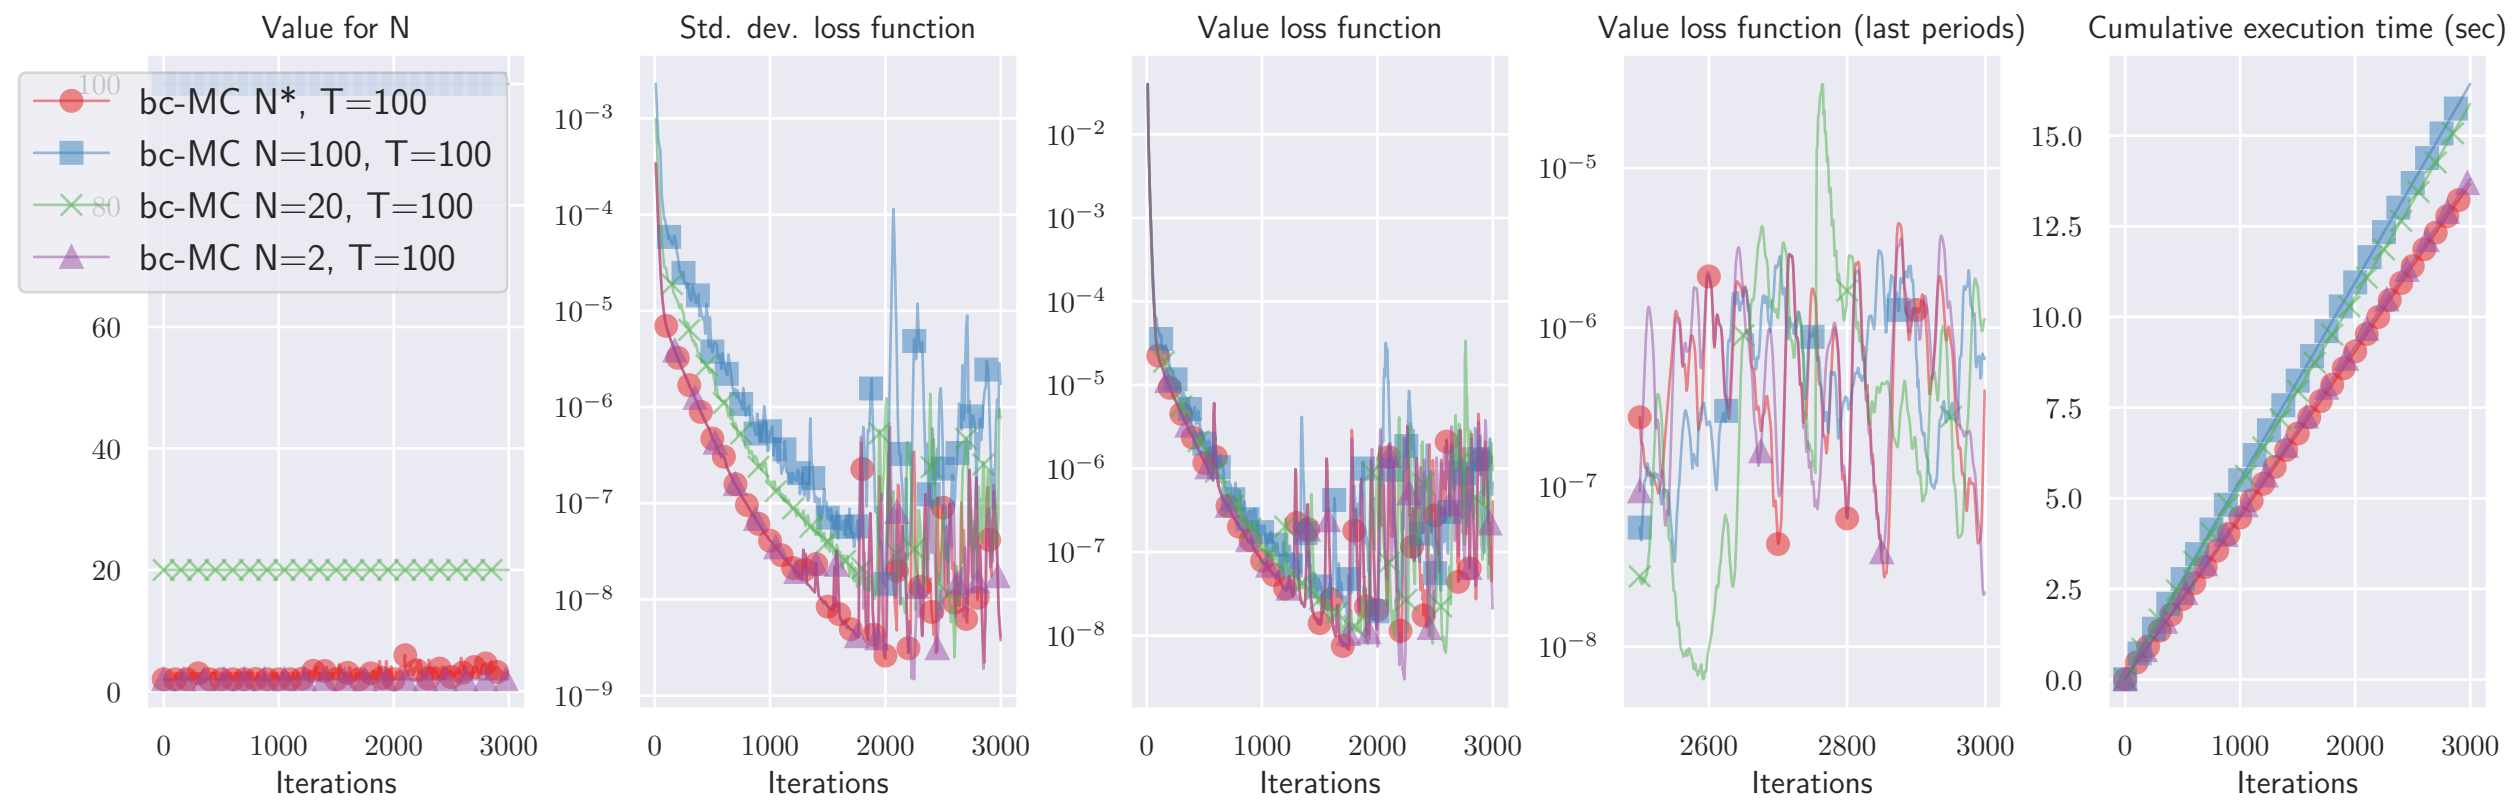 Value for N
100
80
60
40
20
0
0 1000 2000 3000
Iterations
bc-MC N*, T=100
bc-MC N=100, T=100
bc-MC N=20, T=100
bc-MC N=2, T=100
Std. dev. loss function
10⁻³
10⁻⁴
10⁻⁵
10⁻⁶
10⁻⁷
10⁻⁸
10⁻⁹
0 1000 2000 3000
Iterations
Value loss function
10⁻²
10⁻³
10⁻⁴
10⁻⁵
10⁻⁶
10⁻⁷
10⁻⁸
0 1000 2000 3000
Iterations
Value loss function (last periods)
10⁻⁵
10⁻⁶
10⁻⁷
10⁻⁸
2600 2800 3000
Iterations
Cumulative execution time (sec)
15.0
12.5
10.0
7.5
5.0
2.5
0.0
0 1000 2000 3000
Iterations